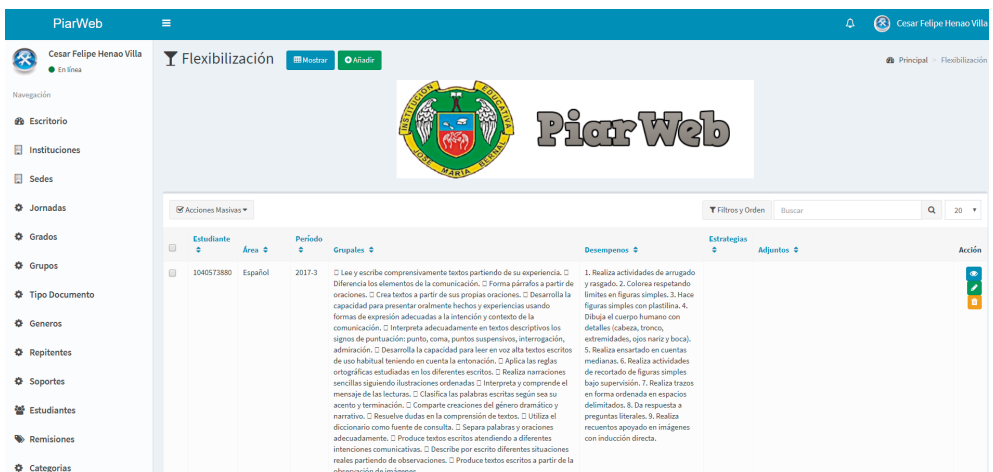 PiarWeb
Cesar Felipe Henao Villa
Cesar Felipe Henao Villa
En línea
Navegación
Escritorio
Instituciones
Sedes
Jornadas
Grados
Grupos
Tipo Documento
Generos
Repitentes
Soportes
Estudiantes
Remisiones
Categorias
Flexibilización
Mostrar
Añadir
Principal > Flexibilización
INSTITUCIÓN EDUCATIVA
JOSE MARIA BERNAL
Piar Web
Acciones Masivas
Filtros y Orden
Buscar
20
Estudiante
Área
Período
Grupales
Desempenos
Estrategias
Adjuntos
Acción
1040573880
Español
2017-3
Lee y escribe comprensivamente textos partiendo de su experiencia.
Diferencia los elementos de la comunicación. Forma párrafos a partir de
oraciones. Crea textos a partir de sus propias oraciones. Desarrolla la
capacidad para presentar oralmente hechos y experiencias usando
formas de expresión adecuadas a la intención y contexto de la
comunicación. Interpreta adecuadamente en textos descriptivos los
signos de puntuación: punto, coma, puntos suspensivos, interrogación,
admiración. Desarrolla la capacidad para leer en voz alta textos escritos
de uso habitual teniendo en cuenta la entonación. Aplica las reglas
ortográficas estudiadas en los diferentes escritos. Realiza narraciones
sencillas siguiendo ilustraciones ordenadas Interpreta y comprende el
mensaje de las lecturas. Clasifica las palabras escritas según sea su
acento y terminación. Comparte creaciones del género dramático y
narrativo. Resuelve dudas en la comprensión de textos. Utiliza el
diccionario como fuente de consulta. Separa palabras y oraciones
adecuadamente. Produce textos escritos atendiendo a diferentes
intenciones comunicativas. Describe por escrito diferentes situaciones
reales partiendo de observaciones. Produce textos escritos a partir de la
observación de imágenes
1. Realiza actividades de arrugado
y rasgado. 2. Colorea respetando
limites en figuras simples. 3. Hace
figuras simples con plastilina. 4.
Dibuja el cuerpo humano con
detalles (cabeza, tronco,
extremidades, ojos nariz y boca).
5. Realiza ensartado en cuentas
medianas. 6. Realiza actividades
de recortado de figuras simples
bajo supervisión. 7. Realiza trazos
en forma ordenada en espacios
delimitados. 8. Da respuesta a
preguntas literales. 9. Realiza
recuentos apoyado en imágenes
con inducción directa.